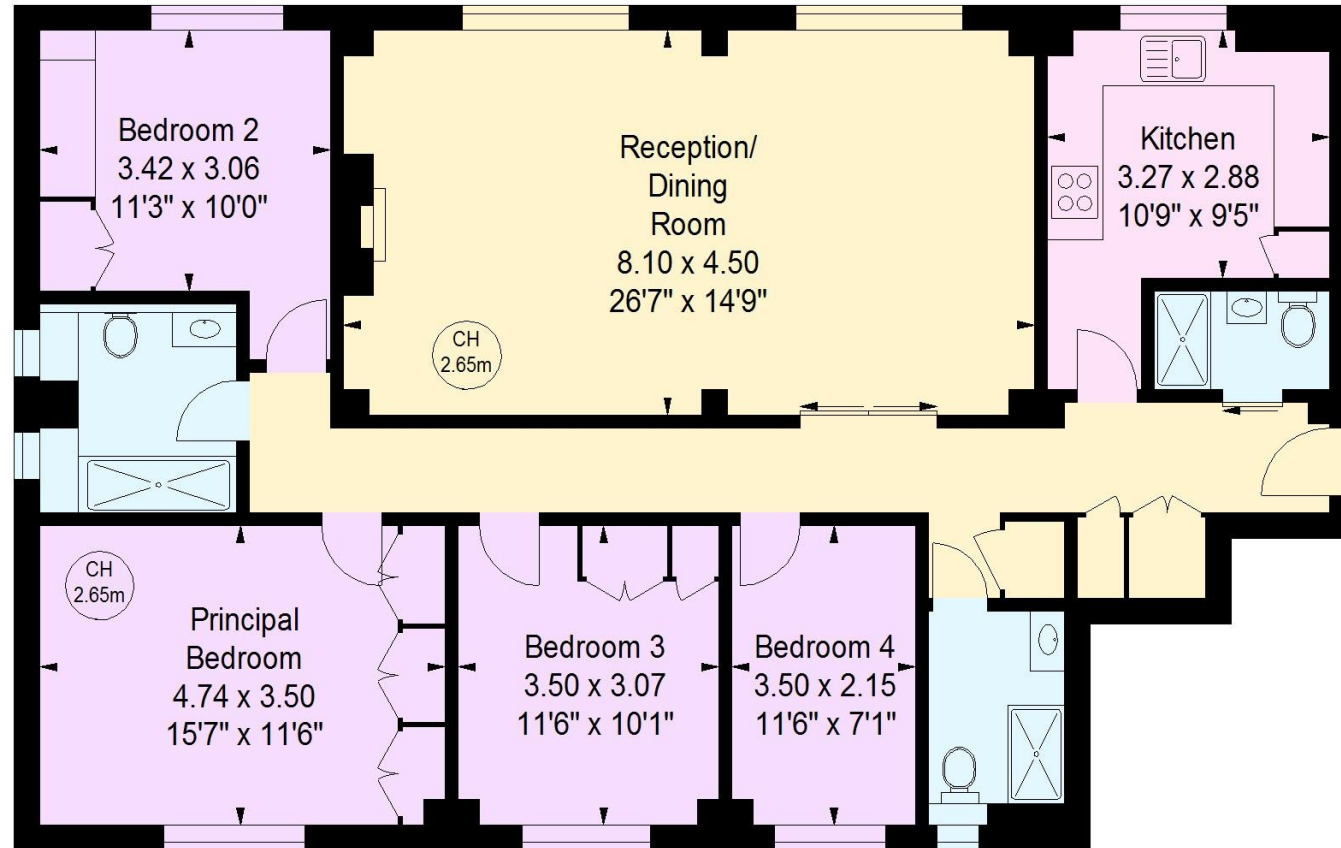 Bedroom 2
3.42 x 3.06
11'3" x 10'0"
Reception/
Dining
Room
8.10 x 4.50
26'7" x 14'9"
CH
2.65m
Kitchen
3.27 x 2.88
10'9" x 9'5"
CH
2.65m
Principal
Bedroom
4.74 x 3.50
15'7" x 11'6"
Bedroom 3
3.50 x 3.07
11'6" x 10'1"
Bedroom 4
3.50 x 2.15
11'6" x 7'1"